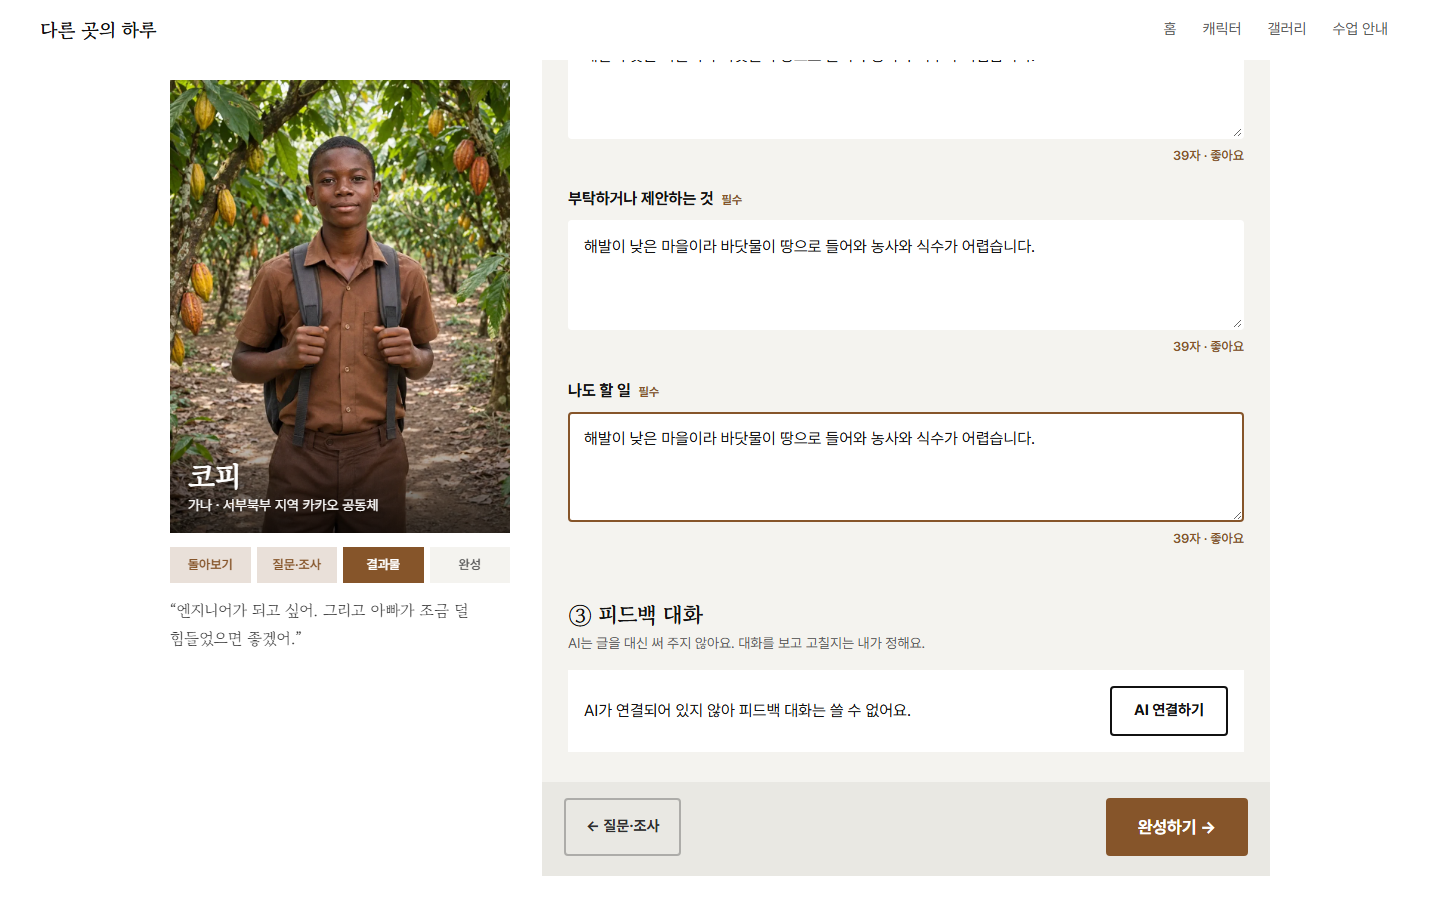 다른 곳의 하루
홈
캐릭터
갤러리
수업 안내
39자 · 좋아요
부탁하거나 제안하는 것 필수
해발이 낮은 마을이라 바닷물이 땅으로 들어와 농사와 식수가 어렵습니다.
39자 · 좋아요
나도 할 일 필수
해발이 낮은 마을이라 바닷물이 땅으로 들어와 농사와 식수가 어렵습니다.
39자 · 좋아요
코피
가나 · 서부북부 지역 카카오 공동체
돌아보기
질문·조사
결과물
완성
“엔지니어가 되고 싶어. 그리고 아빠가 조금 덜
힘들었으면 좋겠어.”
③ 피드백 대화
AI는 글을 대신 써 주지 않아요. 대화를 보고 고칠지는 내가 정해요.
AI가 연결되어 있지 않아 피드백 대화는 쓸 수 없어요.
AI 연결하기
← 질문·조사
완성하기 →